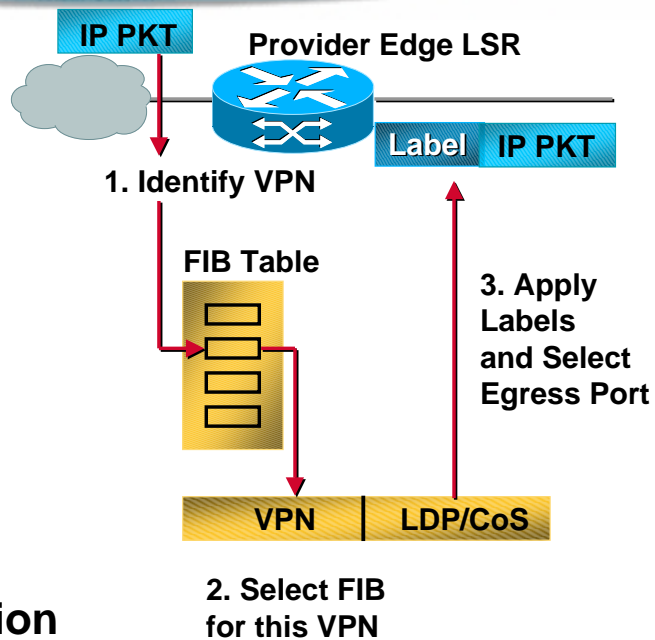 IP PKT
Provider Edge LSR
Label IP PKT
1. Identify VPN
FIB Table
3. Apply
Labels
and Select
Egress Port
VPN LDP/CoS
2. Select FIB
for this VPN